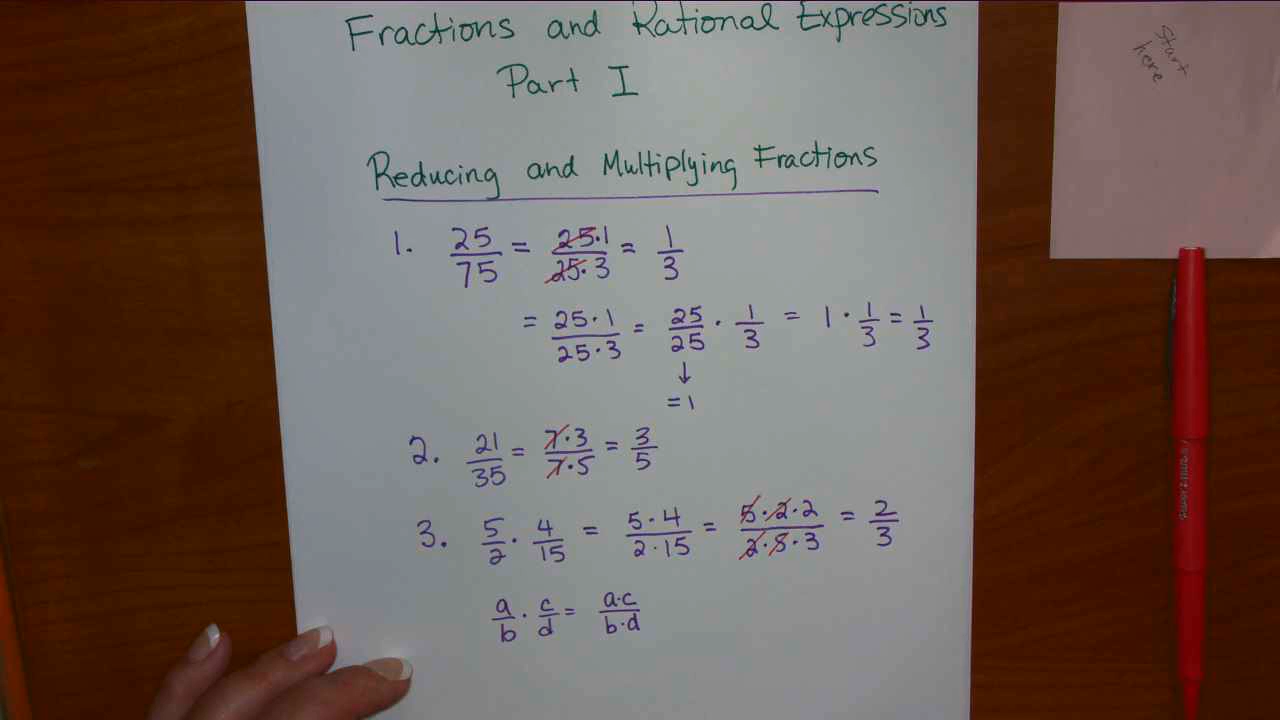 Fractions and Rational Expressions
Part I
Reducing and Multiplying Fractions
1. 25/75 = 25·1/25·3 = 1/3
= 25·1/25·3 = 25/25 · 1/3 = 1 · 1/3 = 1/3
↓
=1
2. 21/35 = 7·3/7·5 = 3/5
3. 5/2 · 4/15 = 5·4/2·15 = 5·2·2/2·5·3 = 2/3
a/b · c/d = a·c/b·d
Start
here